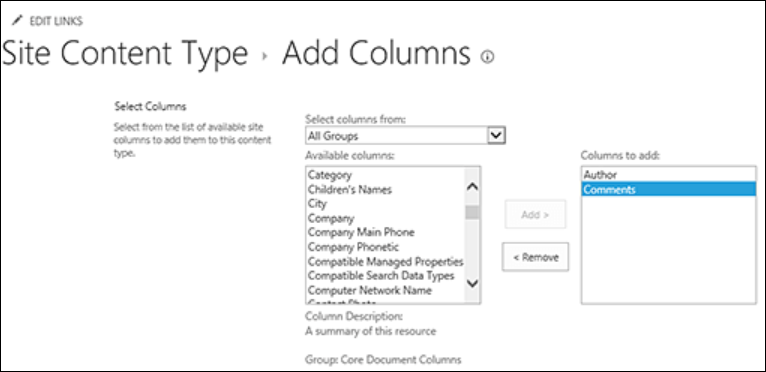 EDIT LINKS
Site Content Type › Add Columns
Select Columns
Select from the list of available site
columns to add them to this content
type.
Select columns from:
All Groups
Available columns:
Category
Children's Names
City
Company
Company Main Phone
Company Phonetic
Compatible Managed Properties
Compatible Search Data Types
Computer Network Name
Add >
< Remove
Columns to add:
Author
Comments
Column Description:
A summary of this resource
Group: Core Document Columns